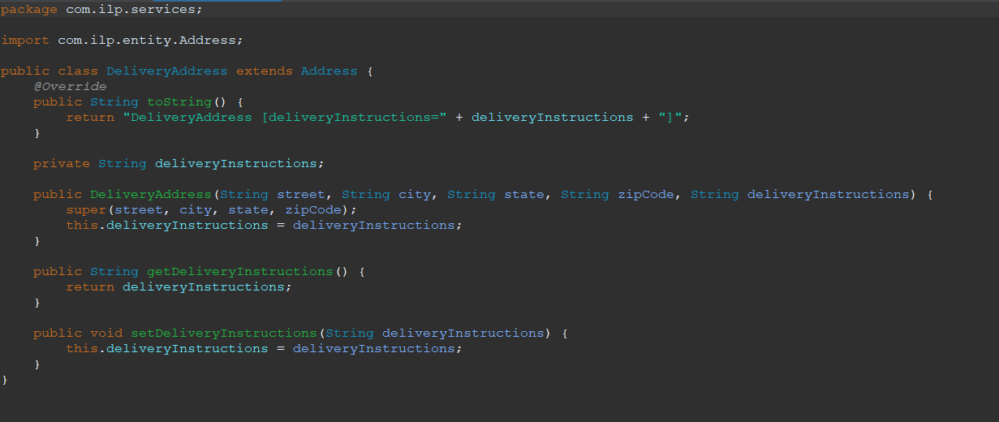 package com.ilp.services;
import com.ilp.entity.Address;
public class DeliveryAddress extends Address {
@Override
public String toString() {
return "DeliveryAddress [deliveryInstructions=" + deliveryInstructions + "]";
}
private String deliveryInstructions;
public DeliveryAddress(String street, String city, String state, String zipCode, String deliveryInstructions) {
super(street, city, state, zipCode);
this.deliveryInstructions = deliveryInstructions;
}
public String getDeliveryInstructions() {
return deliveryInstructions;
}
public void setDeliveryInstructions(String deliveryInstructions) {
this.deliveryInstructions = deliveryInstructions;
}
}